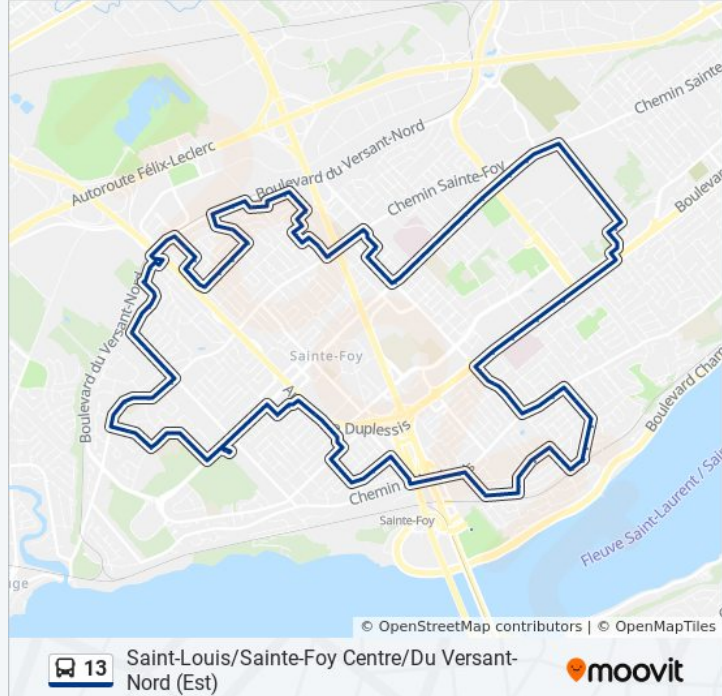 Chemin Sainte
Boulevard du Versant-Nord
Autoroute Félix-Leclerc
Chemin Sainte-Foy
Boulevard
Boulevard du Versant-Nord
Sainte-Foy
Boulevard Cham
A
Duplessis
Chemin
s
Sainte-Foy
Fleuve Saint-Laurent / Sain
© OpenStreetMap contributors | © OpenMapTiles
13
Saint-Louis/Sainte-Foy Centre/Du Versant-
Nord (Est)
moovit